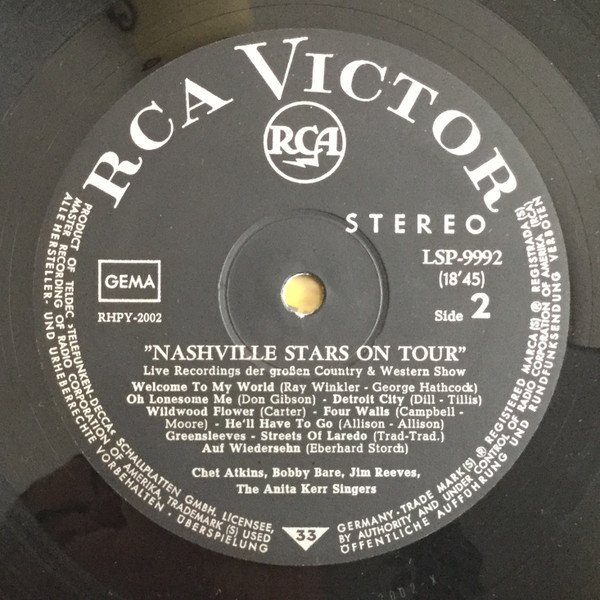 RCA VICTOR
RCA
STEREO
LSP-9992
(18'45)
GEMA
Side 2
RHPY-2002
"NASHVILLE STARS ON TOUR"
Live Recordings der großen Country & Western Show
Welcome To My World (Ray Winkler - George Hathcock)
Oh Lonesome Me (Don Gibson) - Detroit City (Dill - Tillis)
Wildwood Flower (Carter) - Four Walls (Campbell -
Moore) - He'll Have To Go (Allison - Allison)
Greensleeves - Streets Of Laredo (Trad-Trad.)
Auf Wiedersehn (Eberhard Storch)
Chet Atkins, Bobby Bare, Jim Reeves,
The Anita Kerr Singers
33
PRODUCT OF TELDEC »TELEFUNKEN-DECCA« SCHALLPLATTEN GMBH, LICENSEE,
MASTER RECORDING OF RADIO CORPORATION OF AMERIKA, TRADEMARK (S) USED
ALLE HERSTELLER- UND URHEBERRECHTE VORBEHALTEN · ÜBERSPIELUNG
GERMANY · TRADE MARK (S) ® REGISTERED MARCA (S) ® REGISTRADA (S)
BY AUTHORITY AND UNDER CONTROL OF RADIO CORPORATION OF AMERIKA (RCA)
ÖFFENTLICHE AUFFÜHRUNG UND RUNDFUNKSENDUNG VERBOTEN